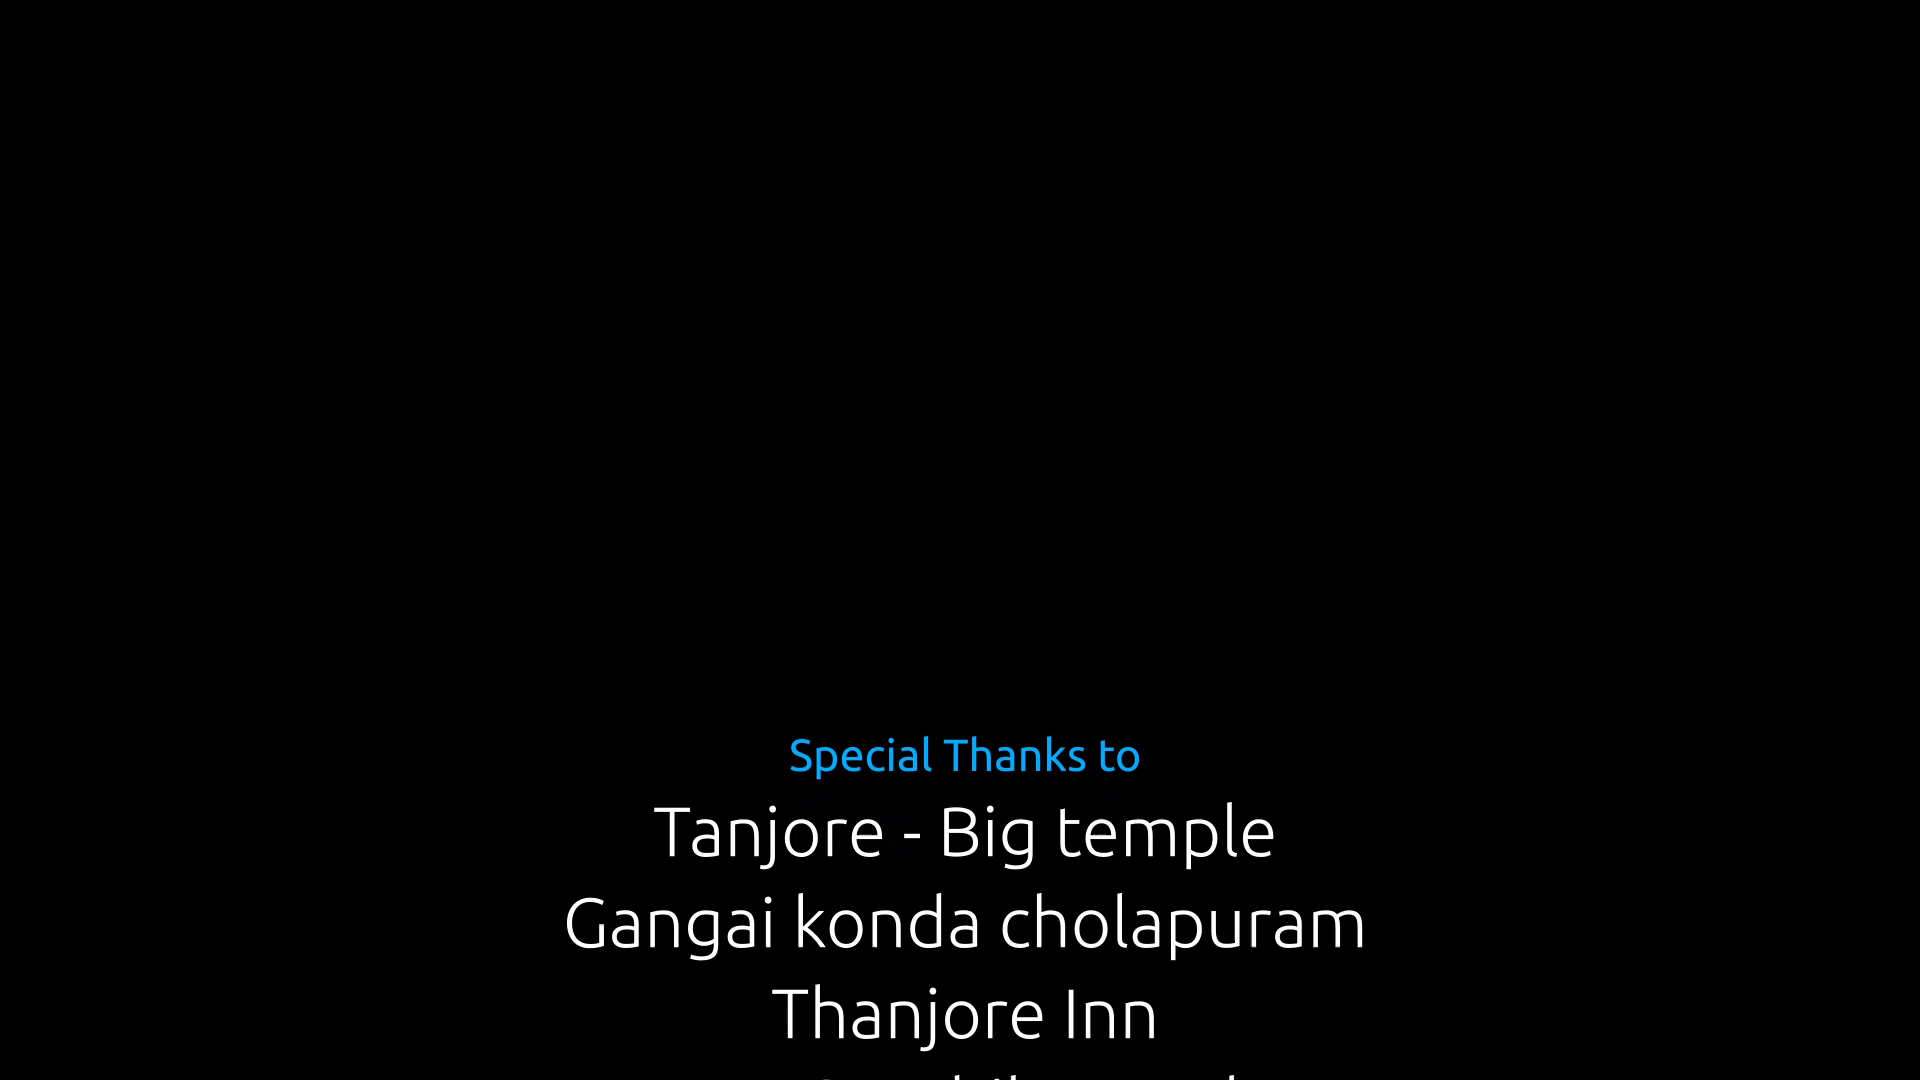 Special Thanks to
Tanjore - Big temple
Gangai konda cholapuram
Thanjore Inn